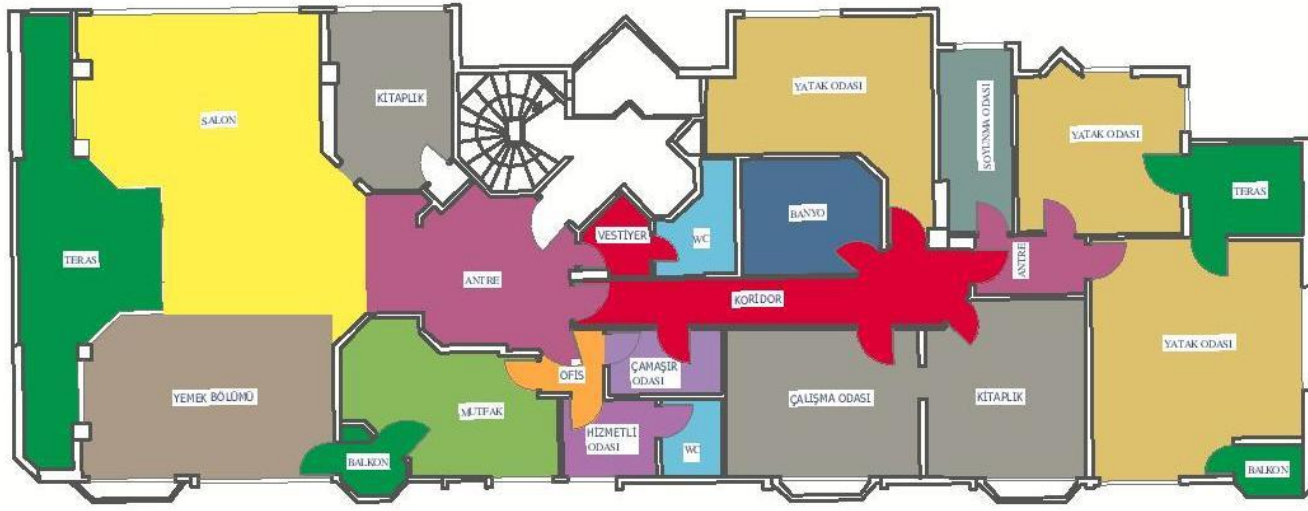 YATAK ODASI
KİTAPLIK
SALON
SOYUNMA ODASI
YATAK ODASI
TERAS
BANYO
VESTİYER
WC
TERAS
ANTRE
ANTRE
KORİDOR
YATAK ODASI
OFİS
ÇAMAŞIR
ODASI
YEMEK BÖLÜMÜ
ÇALIŞMA ODASI
KİTAPLIK
MUTFAK
HİZMETLİ
ODASI
WC
BALKON
BALKON